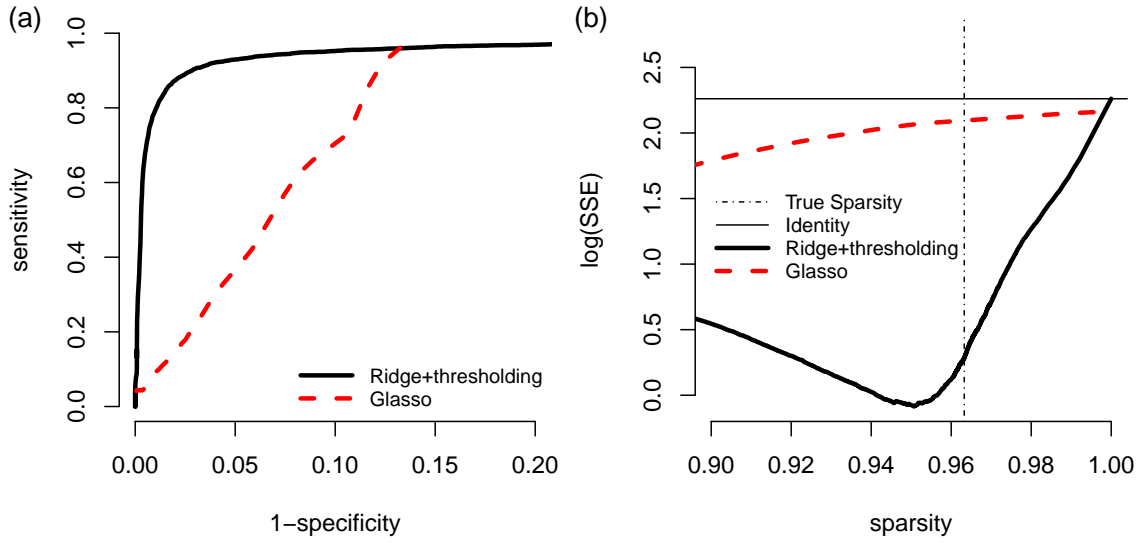 (a)
sensitivity
1.0
0.8
0.6
0.4
0.2
0.0
Ridge+thresholding
Glasso
0.00 0.05 0.10 0.15 0.20
1−specificity
(b)
log(SSE)
2.5
2.0
1.5
1.0
0.5
0.0
True Sparsity
Identity
Ridge+thresholding
Glasso
0.90 0.92 0.94 0.96 0.98 1.00
sparsity